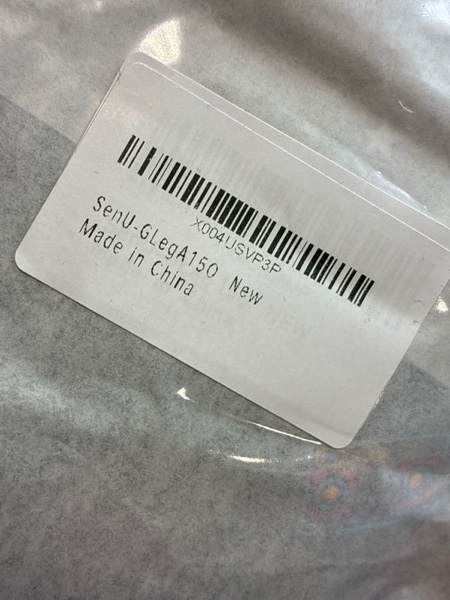 X004USVP3P
SenU-GLegA150 New
Made in China